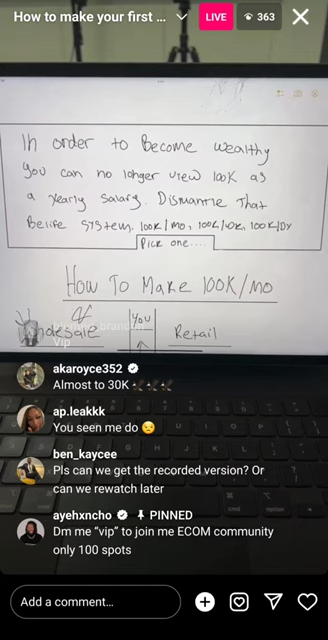 How to make your first ...
LIVE
363
In order to Become wealthy
you can no longer view 100K as
a yearly salary. Dismantle That
Belife System. 100K/mo, 100K/wk, 100K/Dy
Pick one....
How To Make 100K/mo
Wholesale
YOU
Retail
Vip
akaroyce352
Almost to 30K
ap.leakkk
You seen me do 😟
ben_kaycee
Pls can we get the recorded version? Or
can we rewatch later
ayehxncho PINNED
Dm me “vip” to join me ECOM community
only 100 spots
Add a comment...